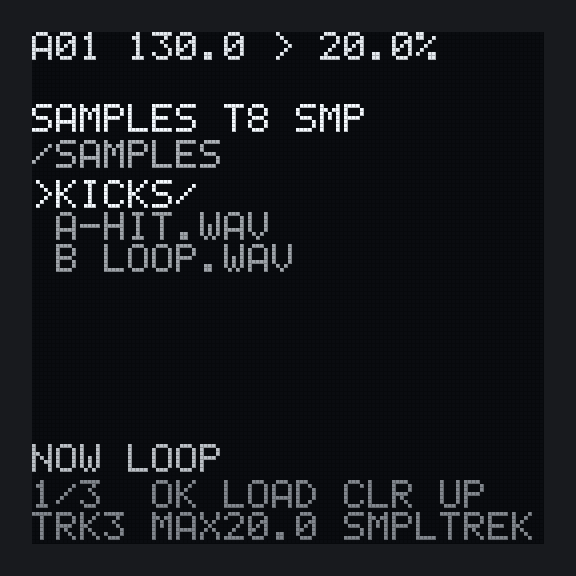 A01 130.0 > 20.0%
SAMPLES T8 SMP
/SAMPLES
>KICKS/
A-HIT.WAV
B LOOP.WAV
NOW LOOP
1/3 OK LOAD CLR UP
TRK3 MAX20.0 SMPLTREK